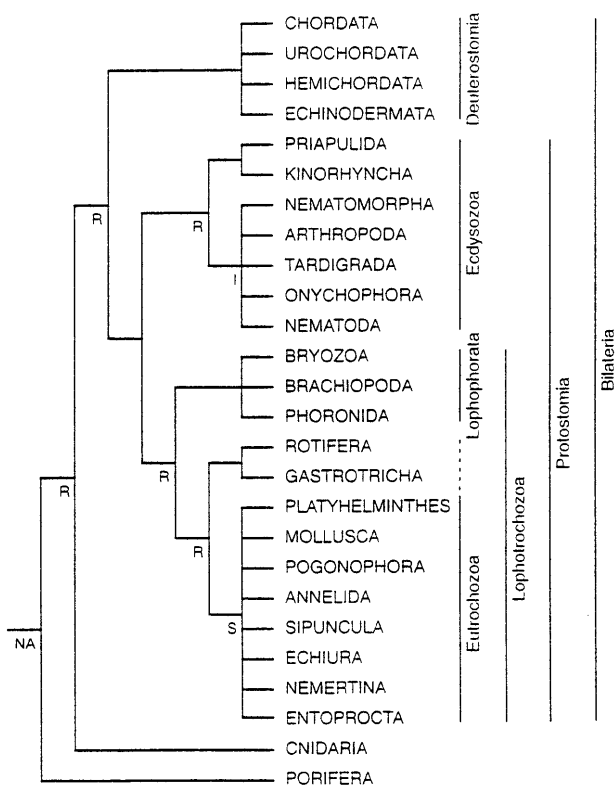 CHORDATA
UROCHORDATA
HEMICHORDATA
ECHINODERMATA
PRIAPULIDA
KINORHYNCHA
NEMATOMORPHA
ARTHROPODA
TARDIGRADA
ONYCHOPHORA
NEMATODA
BRYOZOA
BRACHIOPODA
PHORONIDA
ROTIFERA
GASTROTRICHA
PLATYHELMINTHES
MOLLUSCA
POGONOPHORA
ANNELIDA
SIPUNCULA
ECHIURA
NEMERTINA
ENTOPROCTA
CNIDARIA
PORIFERA
R
R
I
R
R
R
S
NA
Deuterostomia
Ecdysozoa
Lophophorata
Eutrochozoa
Lophotrochozoa
Protostomia
Bilateria